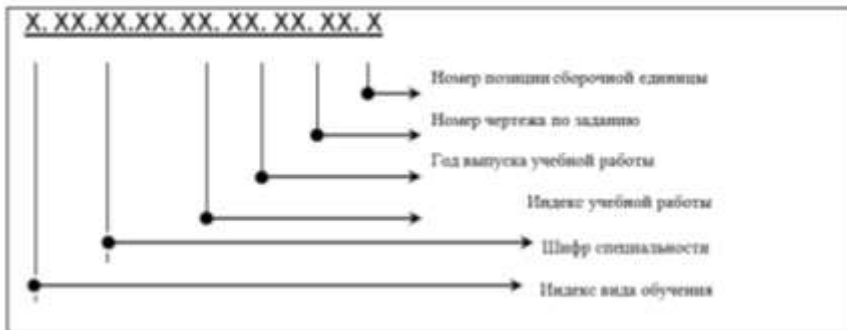 Х. ХХ.ХХ.ХХ. ХХ. ХХ. ХХ. ХХ. Х
Номер позиции сборочной единицы
Номер чертежа по заданию
Год выпуска учебной работы
Индекс учебной работы
Шифр специальности
Индекс вида обучения